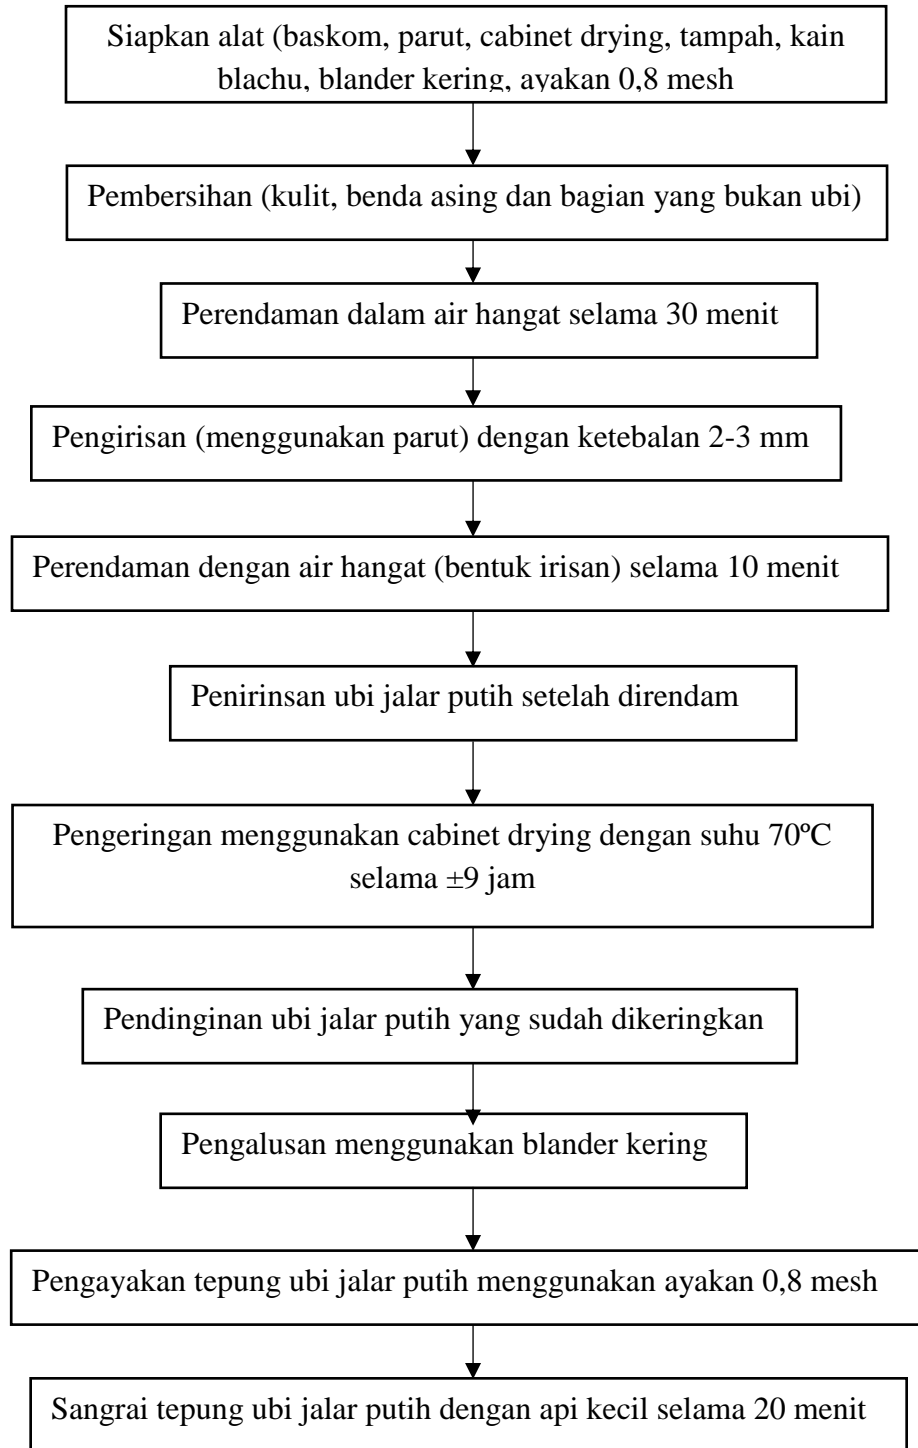 Siapkan alat (baskom, parut, cabinet drying, tampah, kain
blachu, blander kering, ayakan 0,8 mesh
Pembersihan (kulit, benda asing dan bagian yang bukan ubi)
Perendaman dalam air hangat selama 30 menit
Pengirisan (menggunakan parut) dengan ketebalan 2-3 mm
Perendaman dengan air hangat (bentuk irisan) selama 10 menit
Penirinsan ubi jalar putih setelah direndam
Pengeringan menggunakan cabinet drying dengan suhu 70ºC
selama ±9 jam
Pendinginan ubi jalar putih yang sudah dikeringkan
Pengalusan menggunakan blander kering
Pengayakan tepung ubi jalar putih menggunakan ayakan 0,8 mesh
Sangrai tepung ubi jalar putih dengan api kecil selama 20 menit